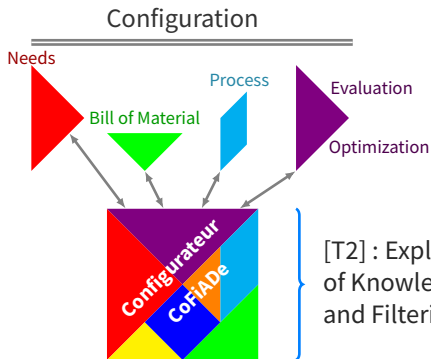 Configuration
Needs
Process
Evaluation
Bill of Material
Optimization
Configurateur
CoFiADe
[T2] : Expl
of Knowle
and Filteri